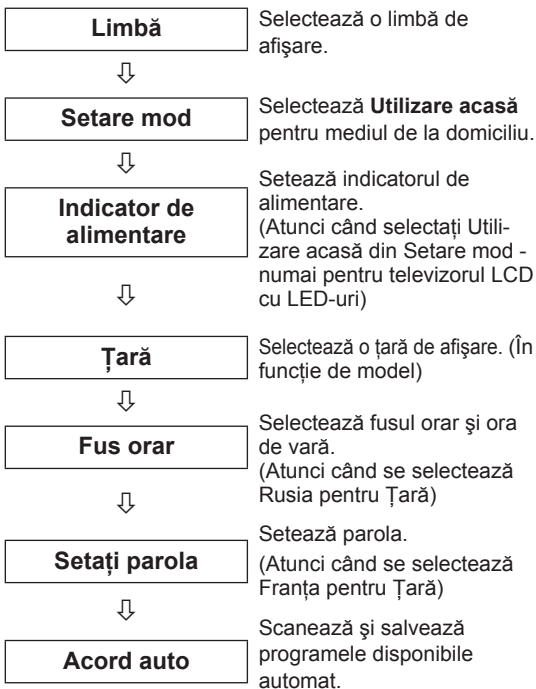 Limbă
Selectează o limbă de
afişare.
⇩
Setare mod
Selectează Utilizare acasă
pentru mediul de la domiciliu.
⇩
Indicator de
alimentare
Setează indicatorul de
alimentare.
(Atunci când selectați Utili-
zare acasă din Setare mod -
numai pentru televizorul LCD
cu LED-uri)
⇩
Țară
Selectează o țară de afişare. (În
funcție de model)
⇩
Fus orar
Selectează fusul orar şi ora
de vară.
(Atunci când se selectează
Rusia pentru Țară)
⇩
Setați parola
Setează parola.
(Atunci când se selectează
Franța pentru Țară)
⇩
Acord auto
Scanează şi salvează
programele disponibile
automat.